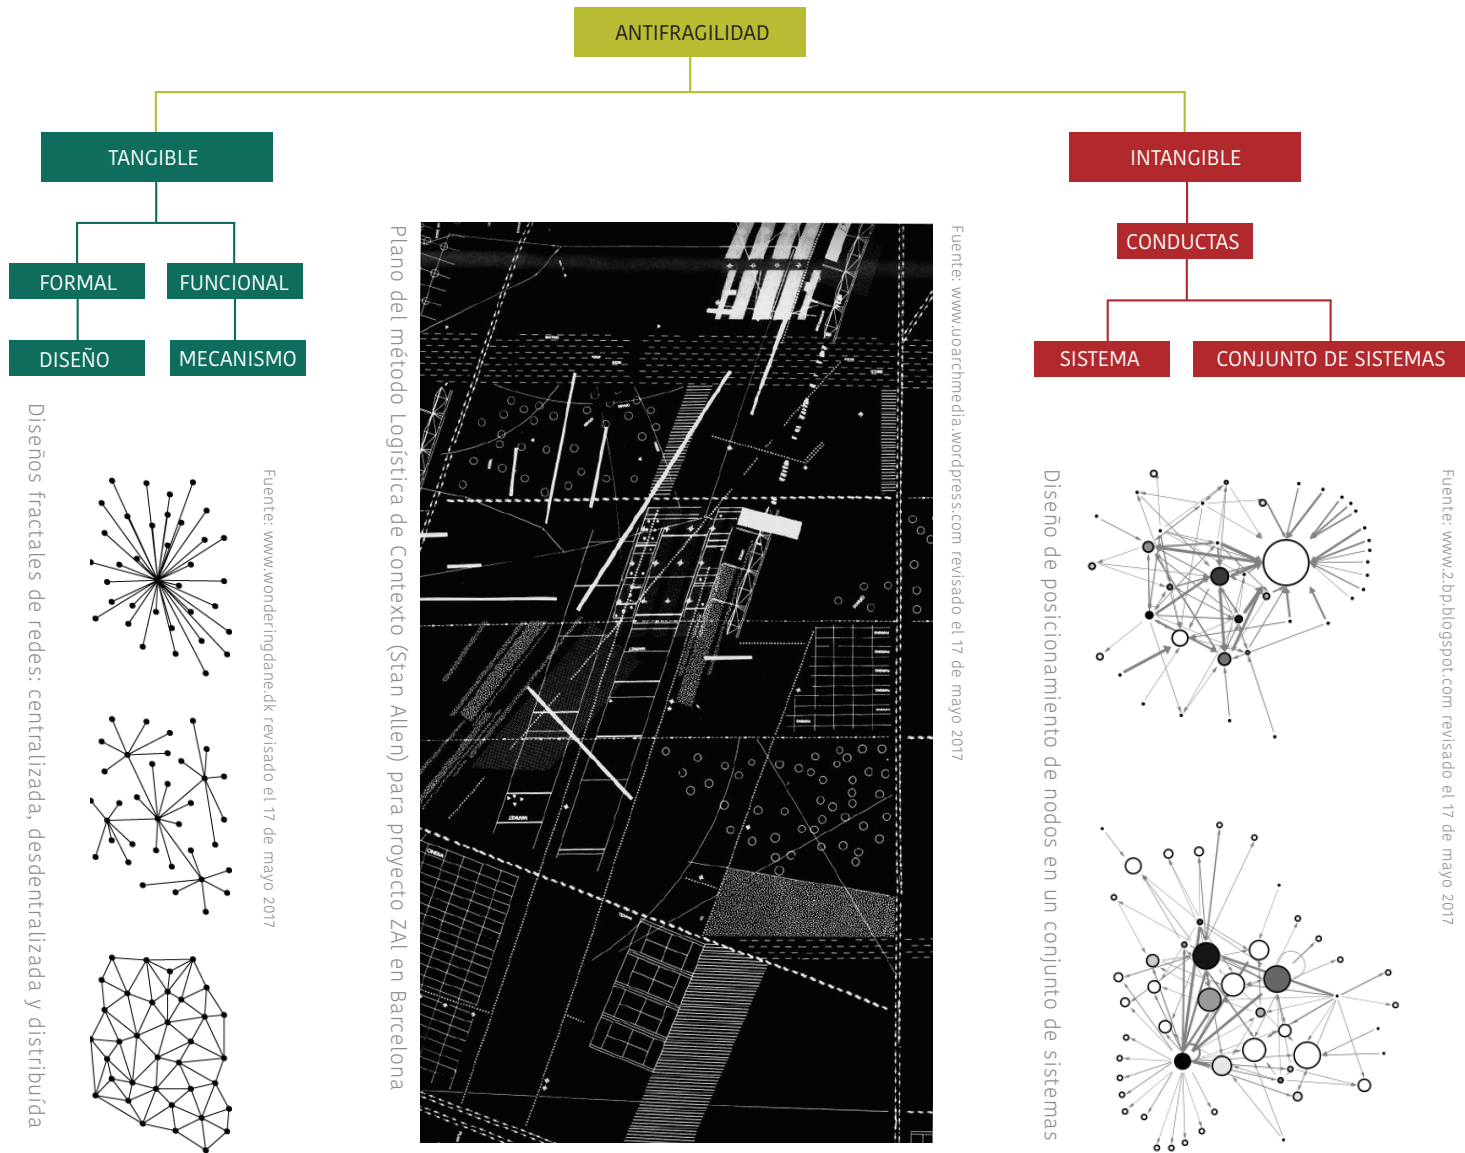 ANTIFRAGILIDAD
TANGIBLE
INTANGIBLE
CONDUCTAS
FORMAL
FUNCIONAL
DISEÑO
MECANISMO
SISTEMA
CONJUNTO DE SISTEMAS
Diseños fractales de redes: centralizada, desdentralizada y distribuída
Fuente: www.wonderingdane.dk revisado el 17 de mayo 2017
Plano del método Logística de Contexto (Stan Allen) para proyecto ZAl en Barcelona
Fuente: www.uoarchmedia.wordpress.com revisado el 17 de mayo 2017
Diseño de posicionamiento de nodos en un conjunto de sistemas
Fuente: www.2.bp.blogspot.com revisado el 17 de mayo 2017